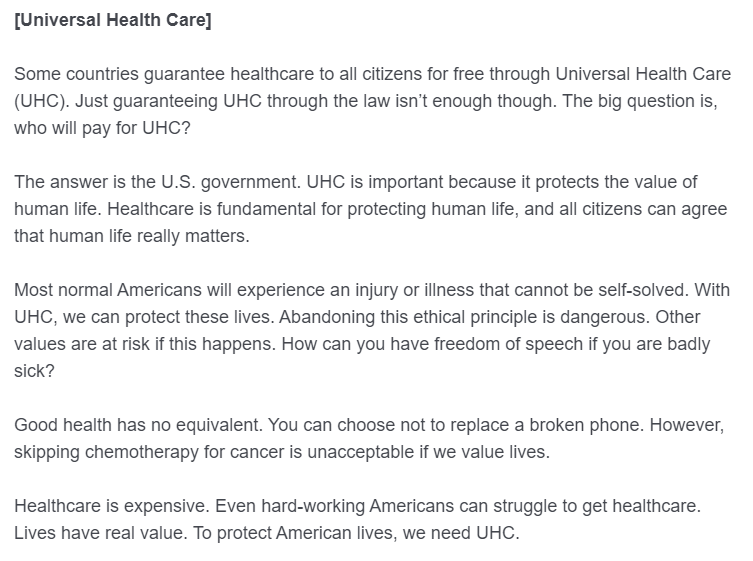 [Universal Health Care]
Some countries guarantee healthcare to all citizens for free through Universal Health Care
(UHC). Just guaranteeing UHC through the law isn’t enough though. The big question is,
who will pay for UHC?
The answer is the U.S. government. UHC is important because it protects the value of
human life. Healthcare is fundamental for protecting human life, and all citizens can agree
that human life really matters.
Most normal Americans will experience an injury or illness that cannot be self-solved. With
UHC, we can protect these lives. Abandoning this ethical principle is dangerous. Other
values are at risk if this happens. How can you have freedom of speech if you are badly
sick?
Good health has no equivalent. You can choose not to replace a broken phone. However,
skipping chemotherapy for cancer is unacceptable if we value lives.
Healthcare is expensive. Even hard-working Americans can struggle to get healthcare.
Lives have real value. To protect American lives, we need UHC.